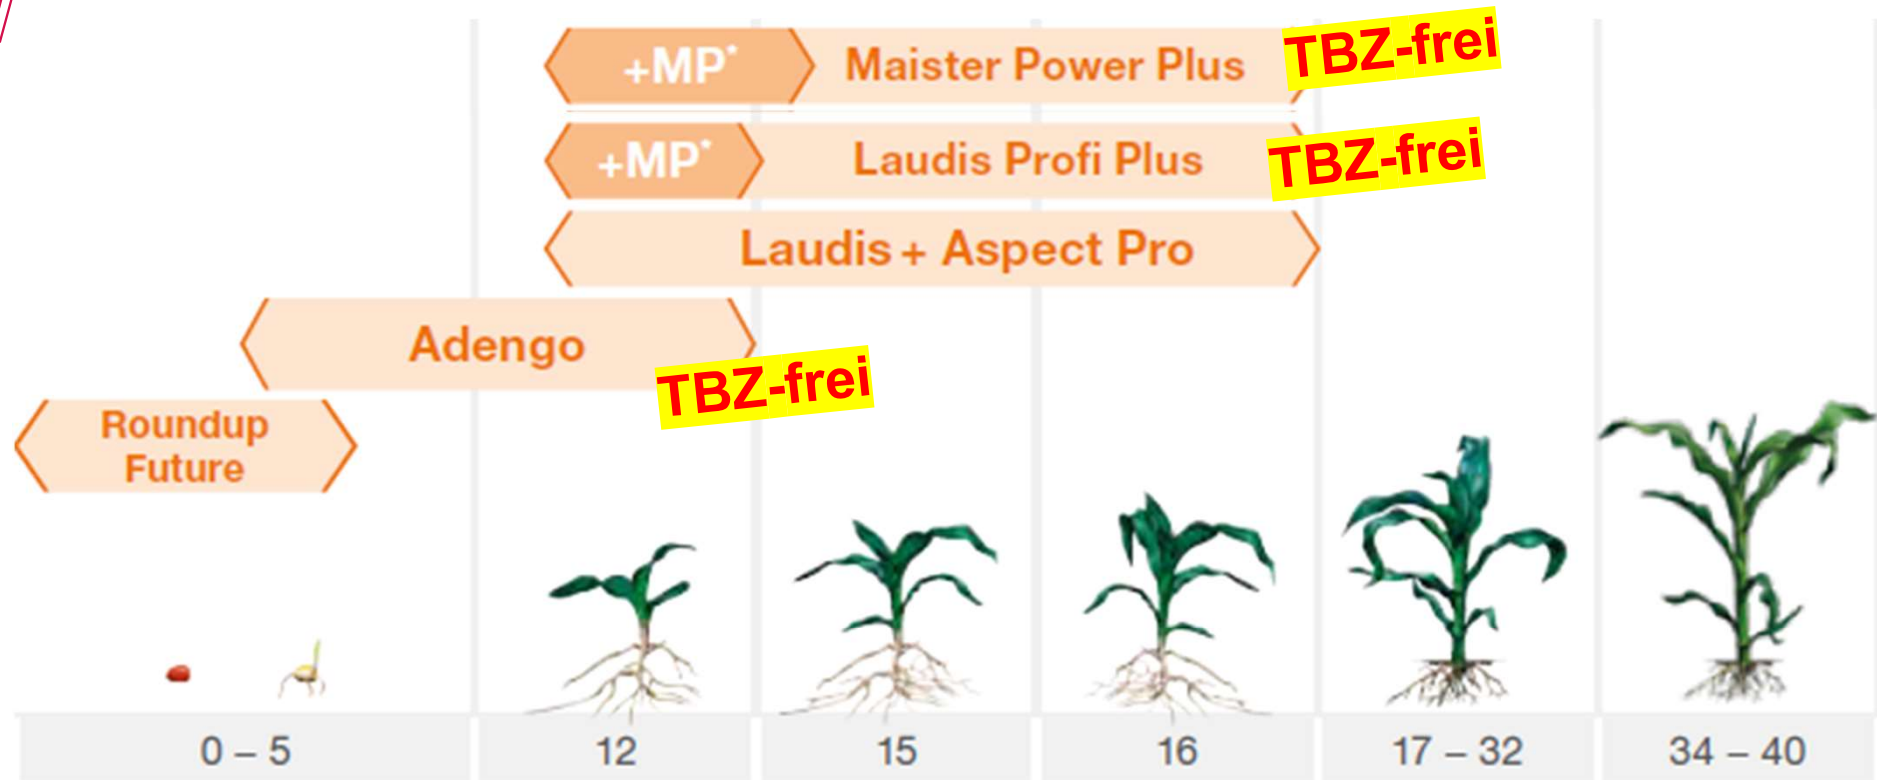 +MP* Maister Power Plus TBZ-frei
+MP* Laudis Profi Plus TBZ-frei
Laudis + Aspect Pro
Adengo
TBZ-frei
Roundup
Future
0 – 5 12 15 16 17 – 32 34 – 40